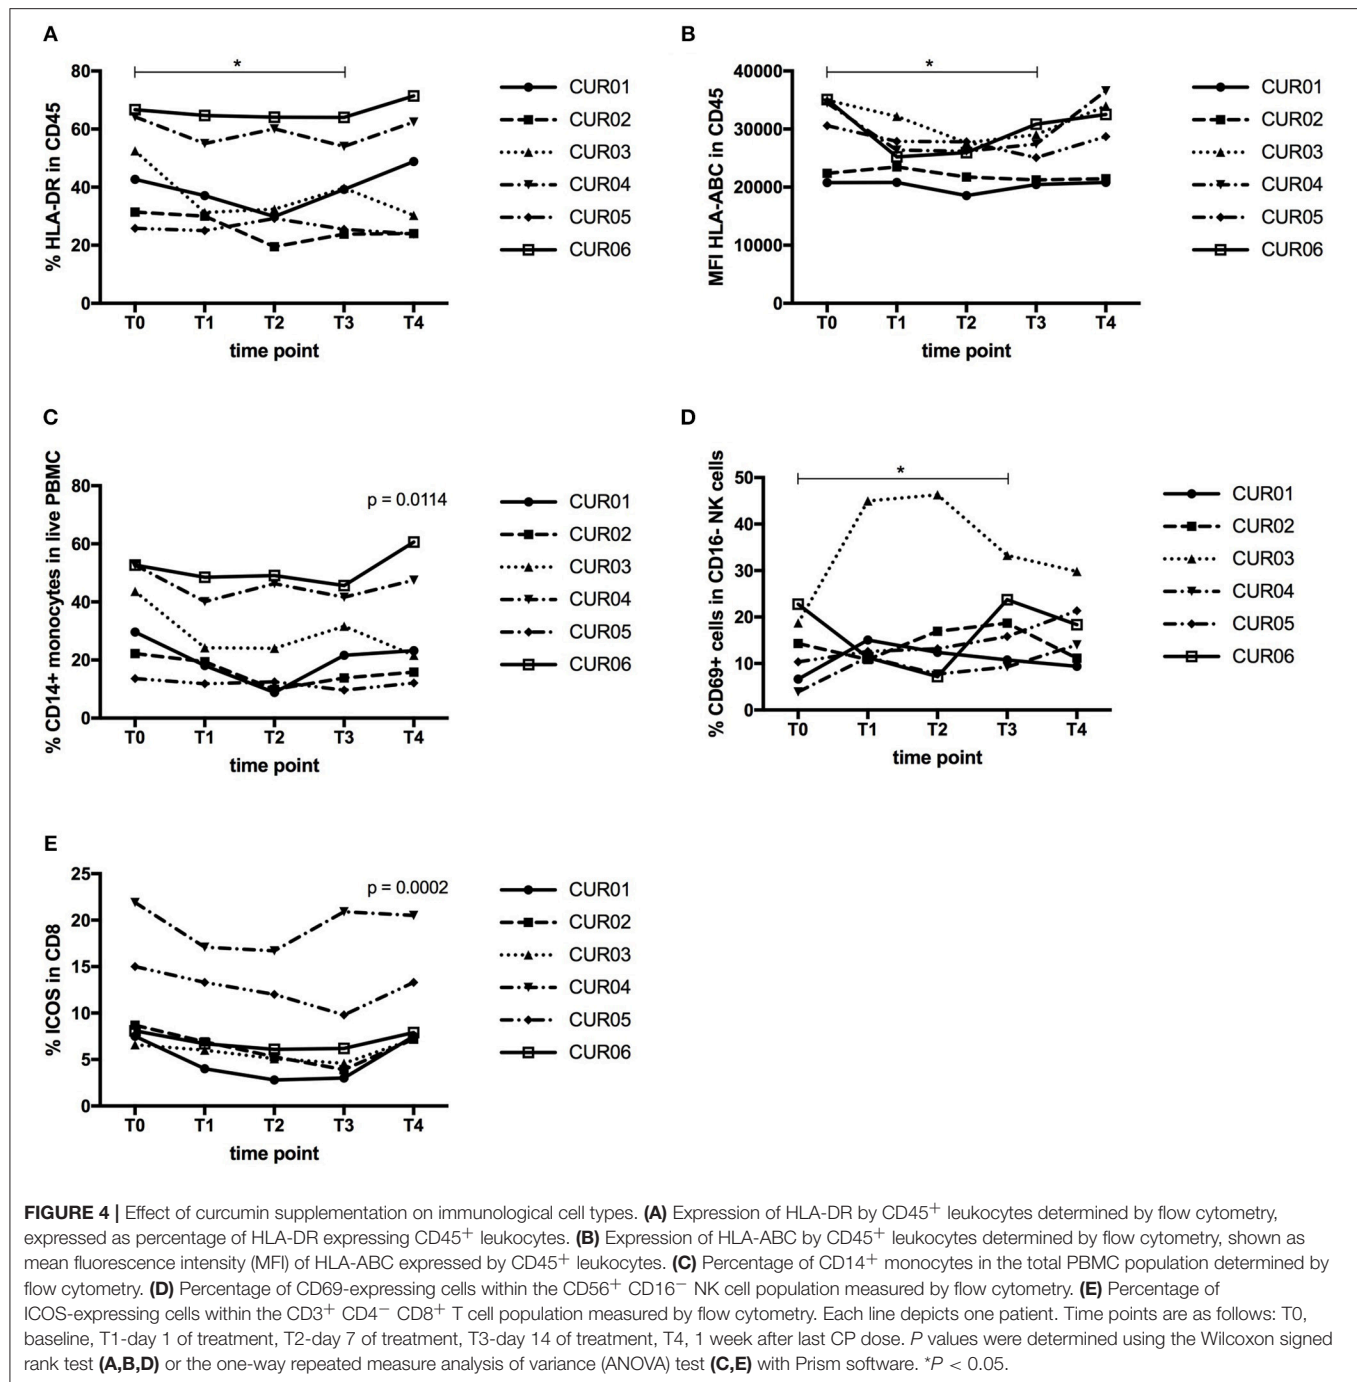 A
*
% HLA-DR in CD45
80
60
40
20
0
T0 T1 T2 T3 T4
time point
CUR01
CUR02
CUR03
CUR04
CUR05
CUR06
B
*
MFI HLA-ABC in CD45
40000
30000
20000
10000
0
T0 T1 T2 T3 T4
time point
CUR01
CUR02
CUR03
CUR04
CUR05
CUR06
C
p = 0.0114
% CD14+ monocytes in live PBMC
80
60
40
20
0
T0 T1 T2 T3 T4
time point
CUR01
CUR02
CUR03
CUR04
CUR05
CUR06
D
*
% CD69+ cells in CD16- NK cells
50
40
30
20
10
0
T0 T1 T2 T3 T4
time point
CUR01
CUR02
CUR03
CUR04
CUR05
CUR06
E
p = 0.0002
% ICOS in CD8
25
20
15
10
5
0
T0 T1 T2 T3 T4
time point
CUR01
CUR02
CUR03
CUR04
CUR05
CUR06
FIGURE 4 | Effect of curcumin supplementation on immunological cell types. (A) Expression of HLA-DR by CD45+ leukocytes determined by flow cytometry,
expressed as percentage of HLA-DR expressing CD45+ leukocytes. (B) Expression of HLA-ABC by CD45+ leukocytes determined by flow cytometry, shown as
mean fluorescence intensity (MFI) of HLA-ABC expressed by CD45+ leukocytes. (C) Percentage of CD14+ monocytes in the total PBMC population determined by
flow cytometry. (D) Percentage of CD69-expressing cells within the CD56+ CD16− NK cell population measured by flow cytometry. (E) Percentage of
ICOS-expressing cells within the CD3+ CD4− CD8+ T cell population measured by flow cytometry. Each line depicts one patient. Time points are as follows: T0,
baseline, T1-day 1 of treatment, T2-day 7 of treatment, T3-day 14 of treatment, T4, 1 week after last CP dose. P values were determined using the Wilcoxon signed
rank test (A,B,D) or the one-way repeated measure analysis of variance (ANOVA) test (C,E) with Prism software. *P < 0.05.